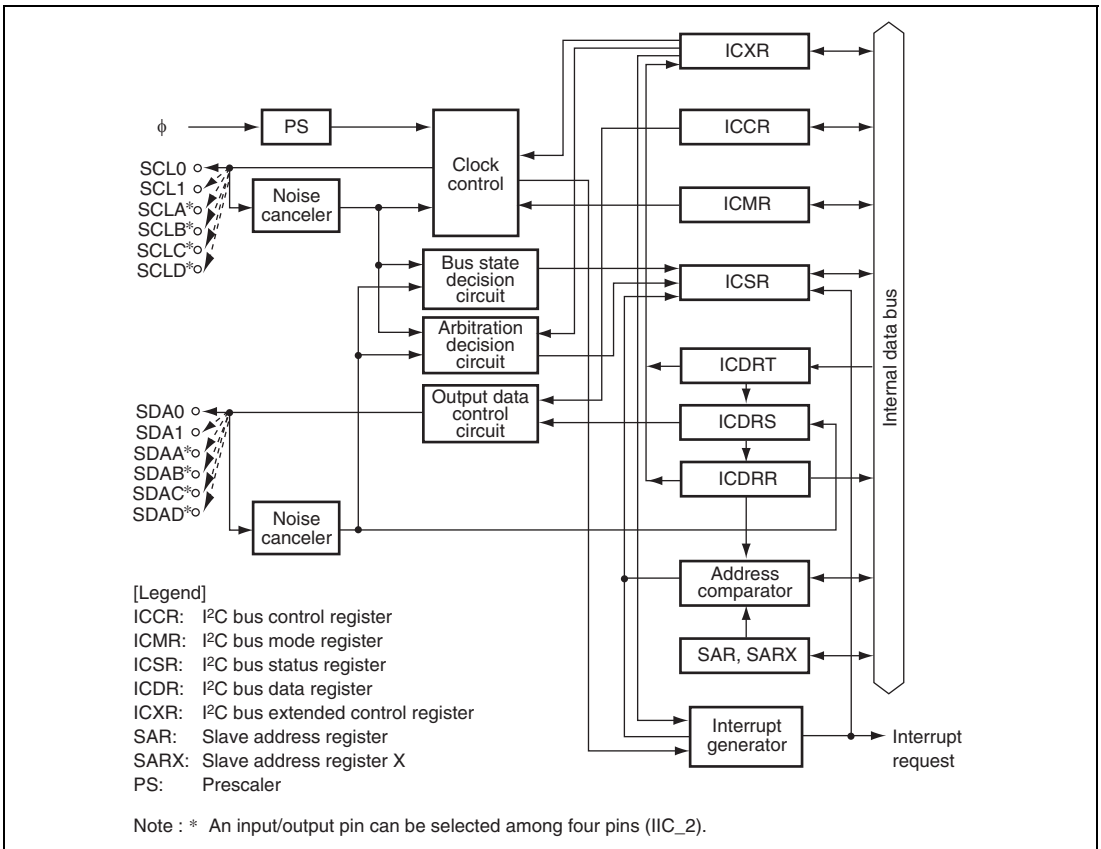 ICXR
φ
PS
Clock
control
ICCR
SCL0
SCL1
SCLA*
SCLB*
SCLC*
SCLD*
Noise
canceler
ICMR
Bus state
decision
circuit
ICSR
Arbitration
decision
circuit
Internal data bus
ICDRT
Output data
control
circuit
SDA0
SDA1
SDAA*
SDAB*
SDAC*
SDAD*
ICDRS
ICDRR
Noise
canceler
Address
comparator
SAR, SARX
Interrupt
generator
Interrupt
request
[Legend]
ICCR: I²C bus control register
ICMR: I²C bus mode register
ICSR: I²C bus status register
ICDR: I²C bus data register
ICXR: I²C bus extended control register
SAR: Slave address register
SARX: Slave address register X
PS: Prescaler
Note : * An input/output pin can be selected among four pins (IIC_2).